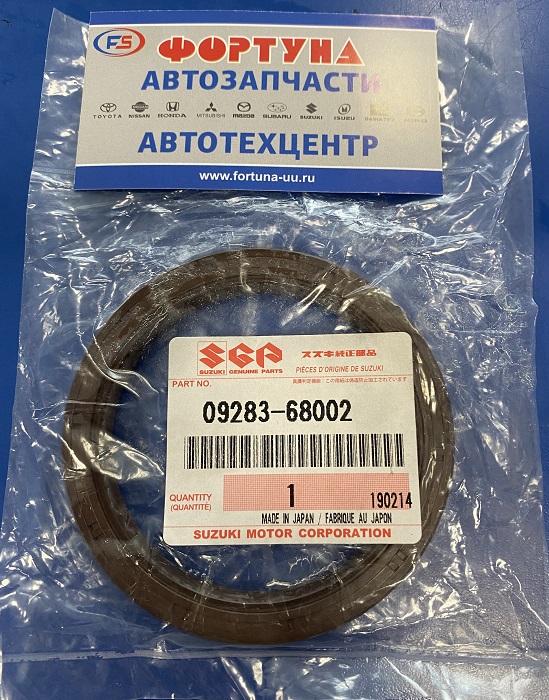 FS
ФОРТУНА
АВТОЗАПЧАСТИ
TOYOTA NISSAN HONDA MITSUBISHI mazda SUBARU SUZUKI ISUZU
АВТОТЕХЦЕНТР
www.fortuna-uu.ru
SGP
スズキ純正部品
SUZUKI GENUINE PARTS
PIÈCES D'ORIGINE DE SUZUKI
PART NO.
09283-68002
QUANTITY
(QUANTITÉ)
1
190214
MADE IN JAPAN / FABRIQUE AU JAPON
SUZUKI MOTOR CORPORATION